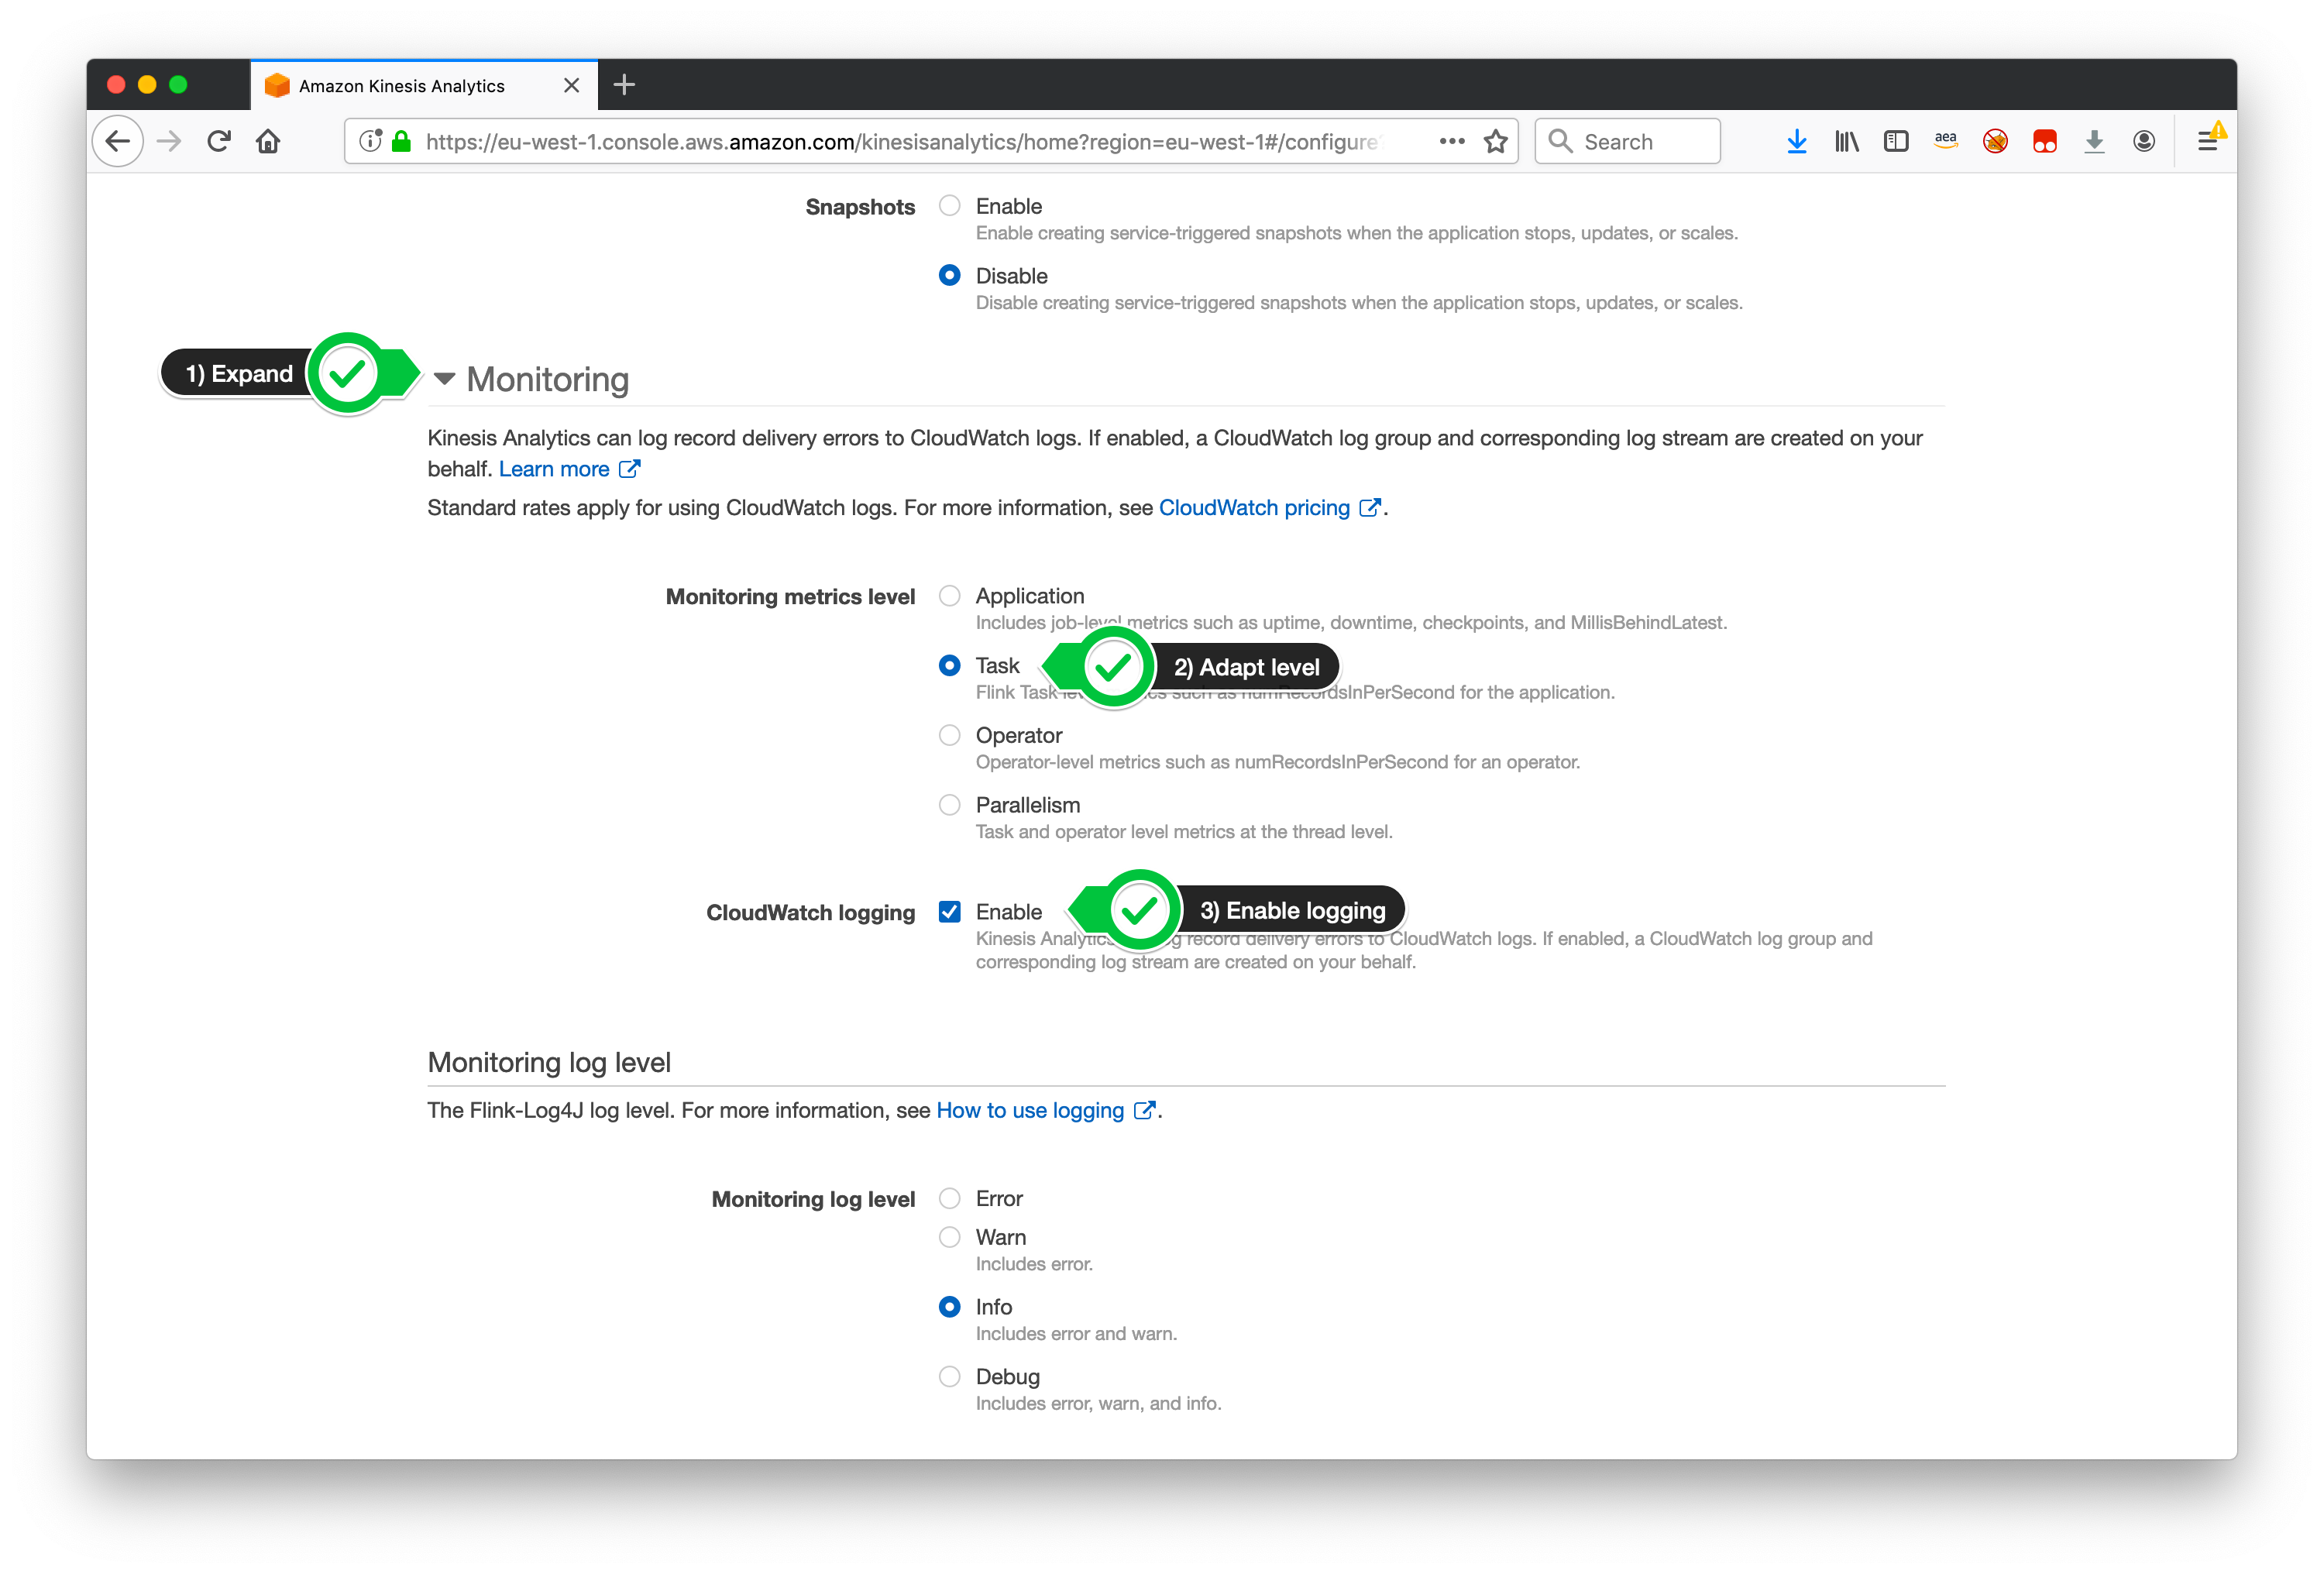 Amazon Kinesis Analytics
https://eu-west-1.console.aws.amazon.com/kinesisanalytics/home?region=eu-west-1#/configure
Search
aea
Snapshots
Enable
Enable creating service-triggered snapshots when the application stops, updates, or scales.
Disable
Disable creating service-triggered snapshots when the application stops, updates, or scales.
1) Expand
Monitoring
Kinesis Analytics can log record delivery errors to CloudWatch logs. If enabled, a CloudWatch log group and corresponding log stream are created on your
behalf. Learn more
Standard rates apply for using CloudWatch logs. For more information, see CloudWatch pricing.
Monitoring metrics level
Application
Includes job-level metrics such as uptime, downtime, checkpoints, and MillisBehindLatest.
Task
2) Adapt level
Flink Task such as numRecordsInPerSecond for the application.
Operator
Operator-level metrics such as numRecordsInPerSecond for an operator.
Parallelism
Task and operator level metrics at the thread level.
CloudWatch logging
Enable
3) Enable logging
Kinesis Analytics record delivery errors to CloudWatch logs. If enabled, a CloudWatch log group and
corresponding log stream are created on your behalf.
Monitoring log level
The Flink-Log4J log level. For more information, see How to use logging.
Monitoring log level
Error
Warn
Includes error.
Info
Includes error and warn.
Debug
Includes error, warn, and info.